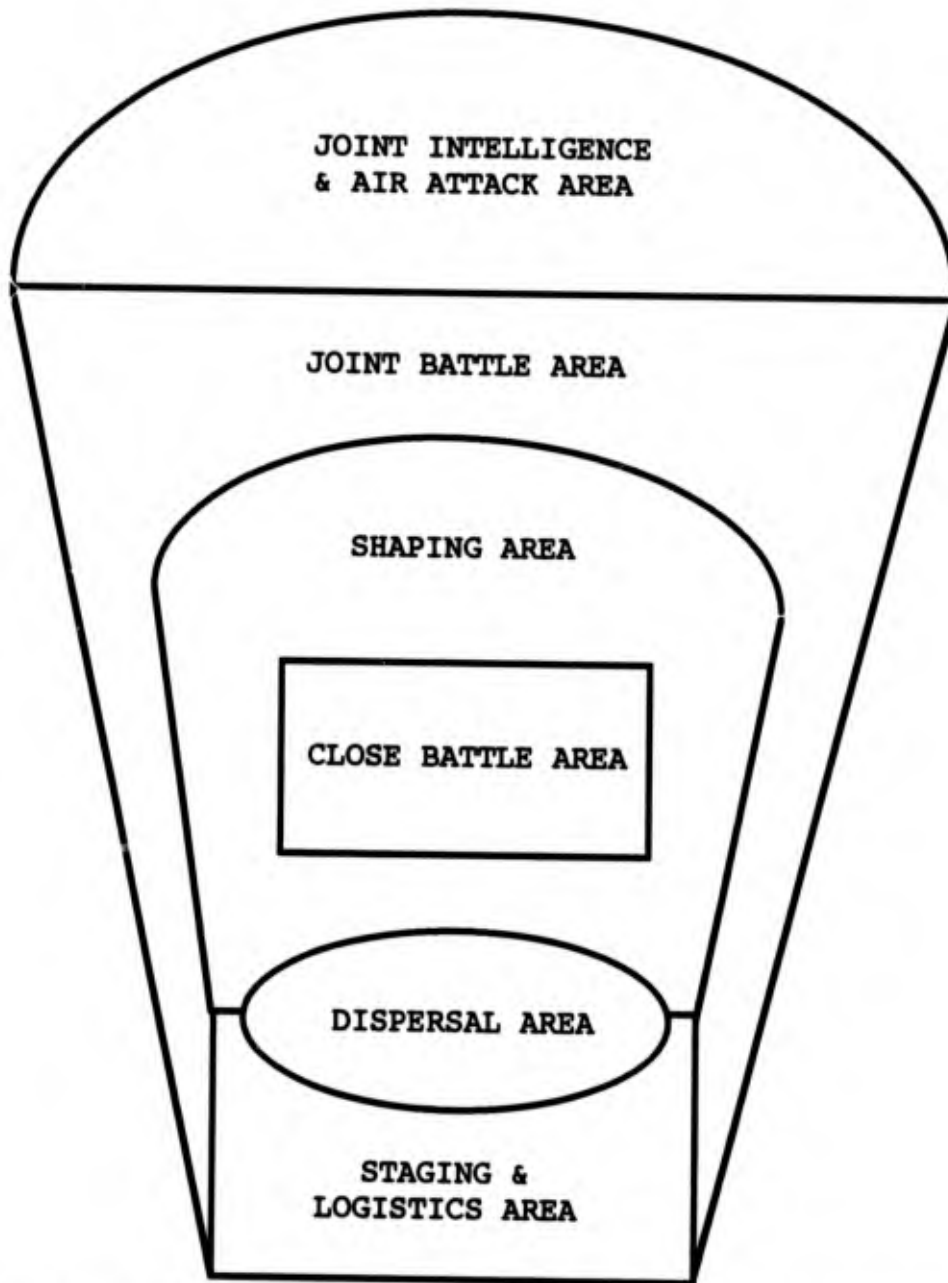 JOINT INTELLIGENCE
& AIR ATTACK AREA
JOINT BATTLE AREA
SHAPING AREA
CLOSE BATTLE AREA
DISPERSAL AREA
STAGING &
LOGISTICS AREA